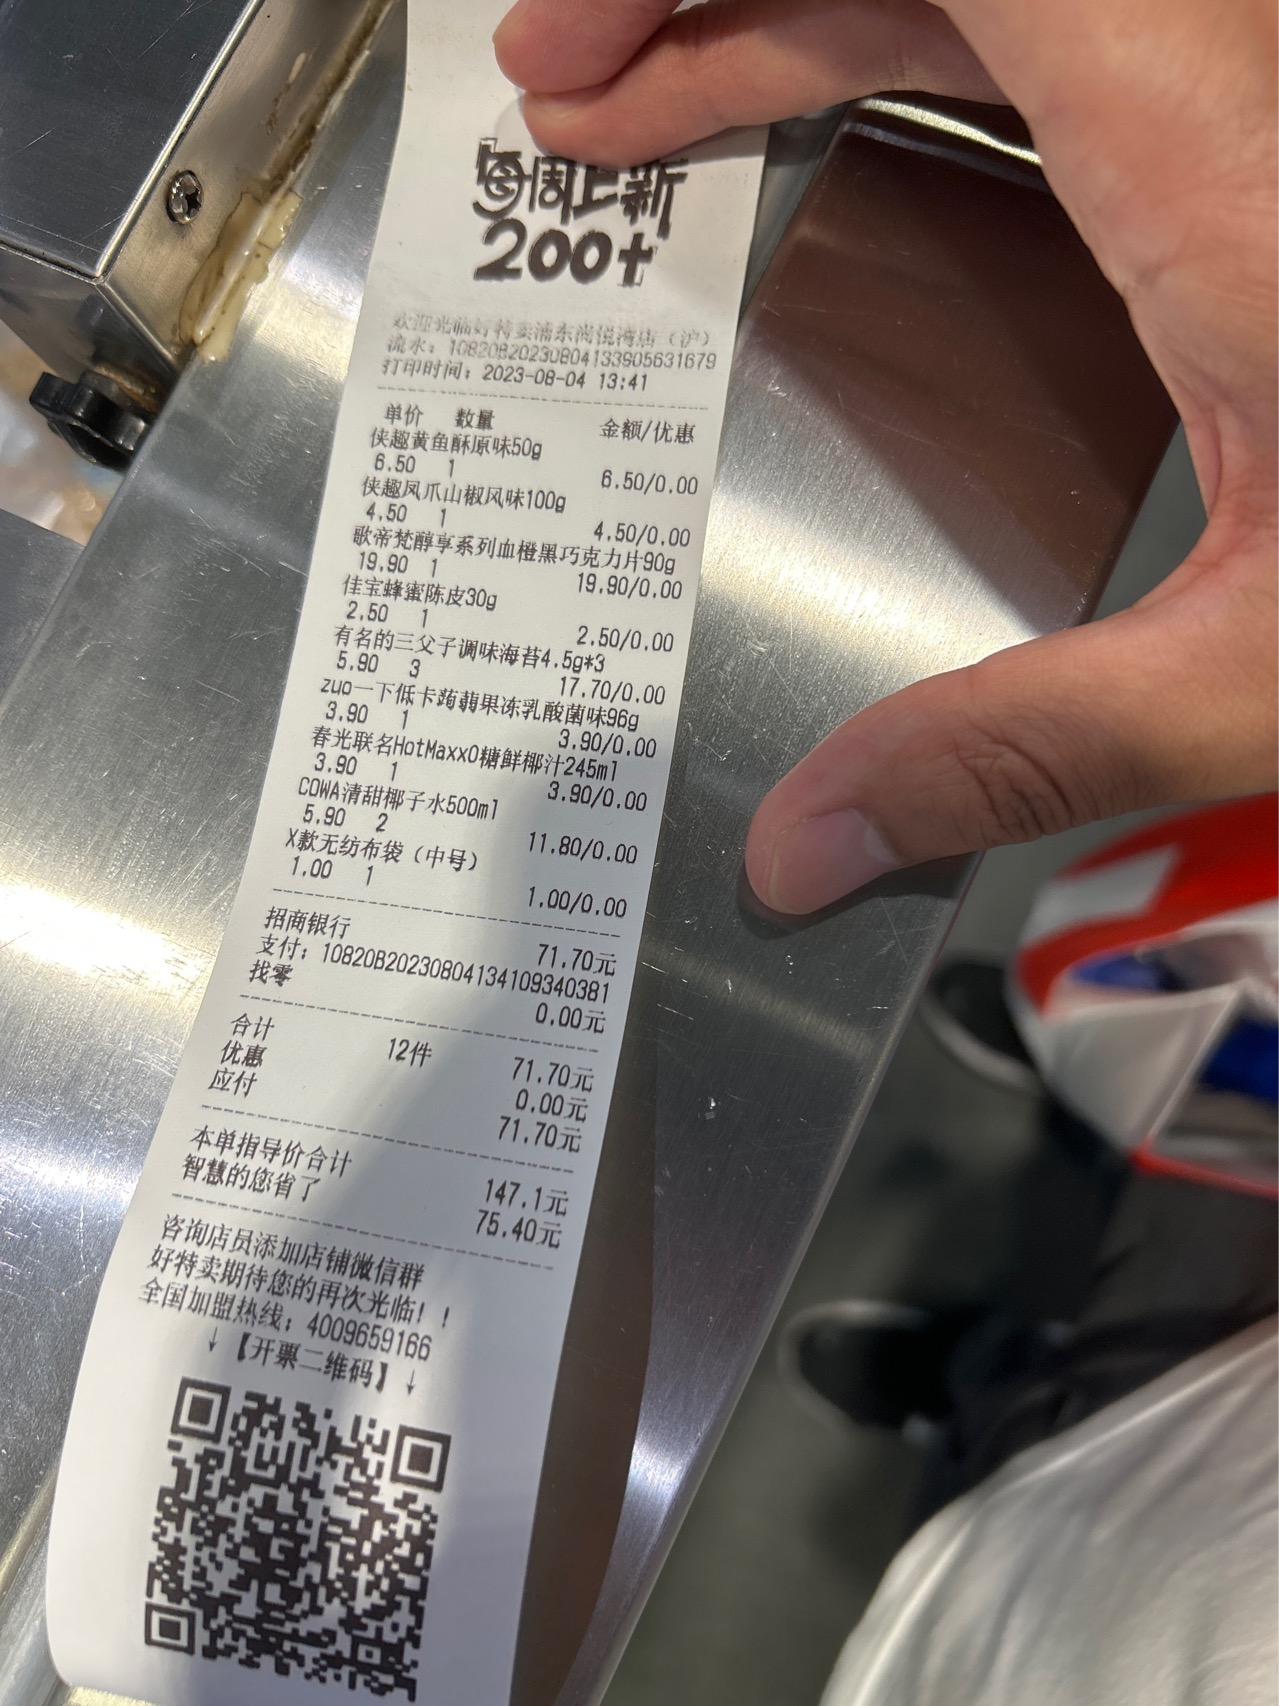 每周上新
200+
欢迎光临好特卖浦东尚悦湾店（沪）
流水：10820B20230804133905631679
打印时间：2023-08-04 13:41
单价 数量 金额/优惠
侠趣黄鱼酥原味50g
6.50 1 6.50/0.00
侠趣凤爪山椒风味100g
4.50 1 4.50/0.00
歌帝梵醇享系列血橙黑巧克力片90g
19.90 1 19.90/0.00
佳宝蜂蜜陈皮30g
2.50 1 2.50/0.00
有名的三父子调味海苔4.5g*3
5.90 3 17.70/0.00
zuo一下低卡蒟蒻果冻乳酸菌味96g
3.90 1 3.90/0.00
春光联名HotMaxx0糖鲜椰汁245ml
3.90 1 3.90/0.00
COWA清甜椰子水500ml
5.90 2 11.80/0.00
X款无纺布袋（中号）
1.00 1 1.00/0.00
招商银行 71.70元
支付：10820B20230804134109340381
找零 0.00元
合计 12件 71.70元
优惠 0.00元
应付 71.70元
本单指导价合计 147.1元
智慧的您省了 75.40元
咨询店员添加店铺微信群
好特卖期待您的再次光临！！
全国加盟热线：4009659166
↓【开票二维码】↓